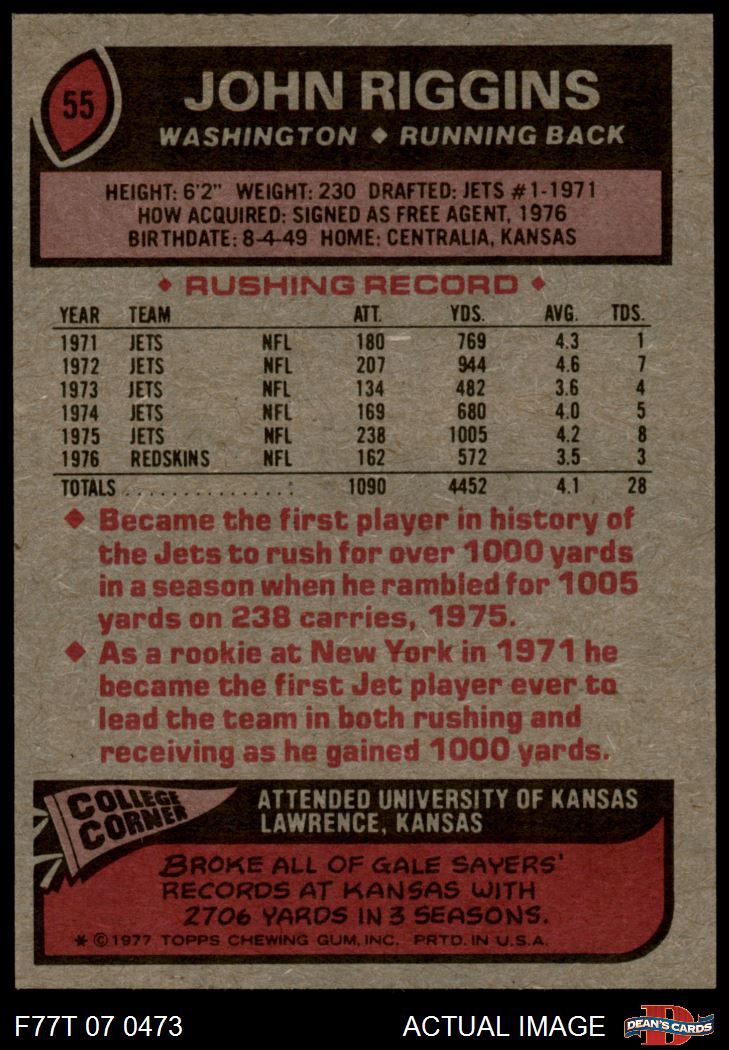 55
JOHN RIGGINS
WASHINGTON ◆ RUNNING BACK
HEIGHT: 6'2" WEIGHT: 230 DRAFTED: JETS #1-1971
HOW ACQUIRED: SIGNED AS FREE AGENT, 1976
BIRTHDATE: 8-4-49 HOME: CENTRALIA, KANSAS
◆ RUSHING RECORD ◆
YEAR TEAM ATT. YDS. AVG. TDS.
1971 JETS NFL 180 769 4.3 1
1972 JETS NFL 207 944 4.6 7
1973 JETS NFL 134 482 3.6 4
1974 JETS NFL 169 680 4.0 5
1975 JETS NFL 238 1005 4.2 8
1976 REDSKINS NFL 162 572 3.5 3
TOTALS . . . . . . . . . . . . . . . 1090 4452 4.1 28
◆ Became the first player in history of
the Jets to rush for over 1000 yards
in a season when he rambled for 1005
yards on 238 carries, 1975.
◆ As a rookie at New York in 1971 he
became the first Jet player ever to
lead the team in both rushing and
receiving as he gained 1000 yards.
COLLEGE
CORNER
ATTENDED UNIVERSITY OF KANSAS
LAWRENCE, KANSAS
BROKE ALL OF GALE SAYERS'
RECORDS AT KANSAS WITH
2706 YARDS IN 3 SEASONS.
* © 1977 TOPPS CHEWING GUM, INC. PRTD. IN U.S.A.
F77T 07 0473 ACTUAL IMAGE
D
DEAN'S CARDS